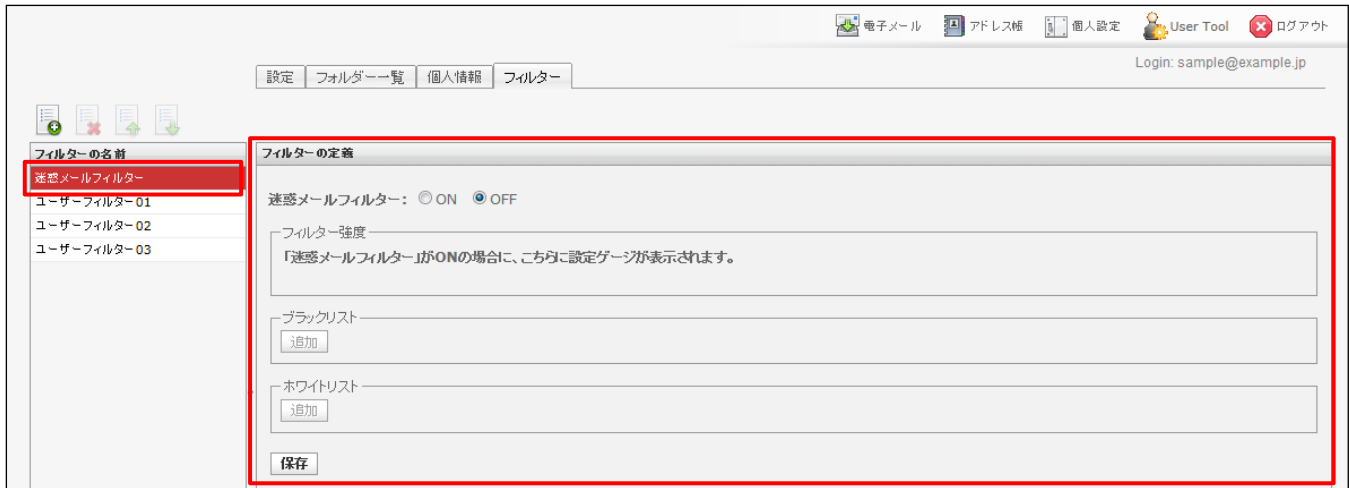 電子メール アドレス帳 個人設定 User Tool ログアウト
Login: sample@example.jp
設定 フォルダー一覧 個人情報 フィルター
フィルターの名前
迷惑メールフィルター
ユーザーフィルター01
ユーザーフィルター02
ユーザーフィルター03
フィルターの定義
迷惑メールフィルター: ON OFF
フィルター強度
「迷惑メールフィルター」がONの場合に、こちらに設定ゲージが表示されます。
ブラックリスト
追加
ホワイトリスト
追加
保存